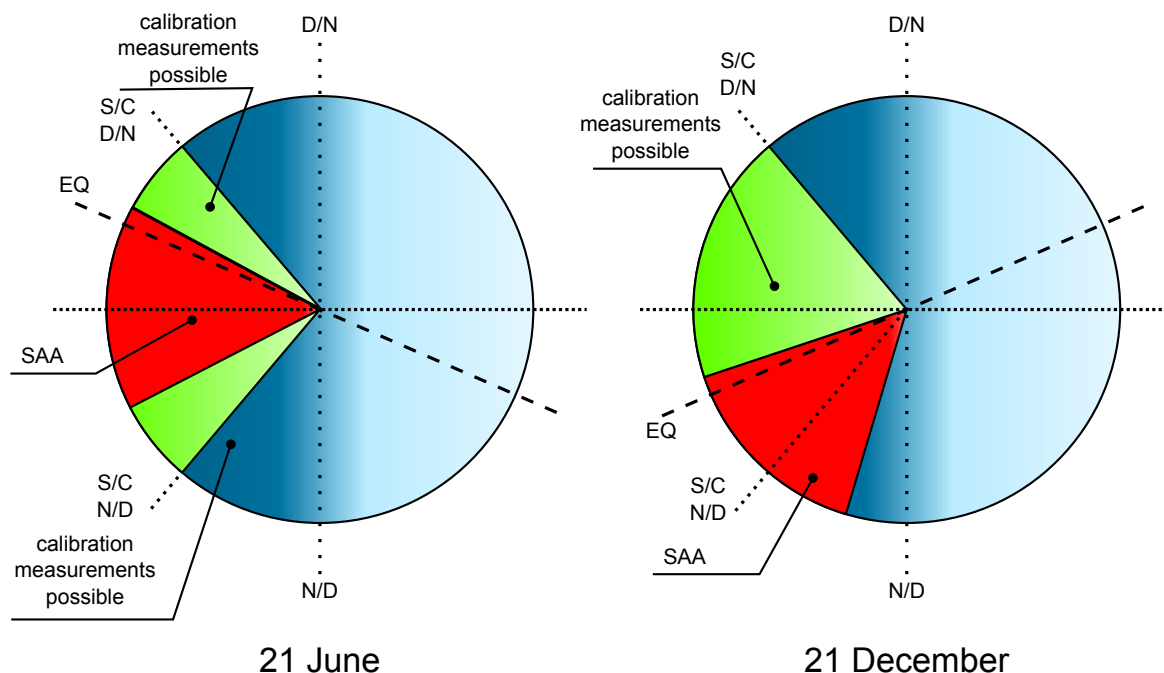 calibration
measurements
possible
D/N
S/C
D/N
EQ
SAA
S/C
N/D
calibration
measurements
possible
N/D
21 June
D/N
S/C
D/N
calibration
measurements
possible
EQ
S/C
N/D
SAA
N/D
21 December